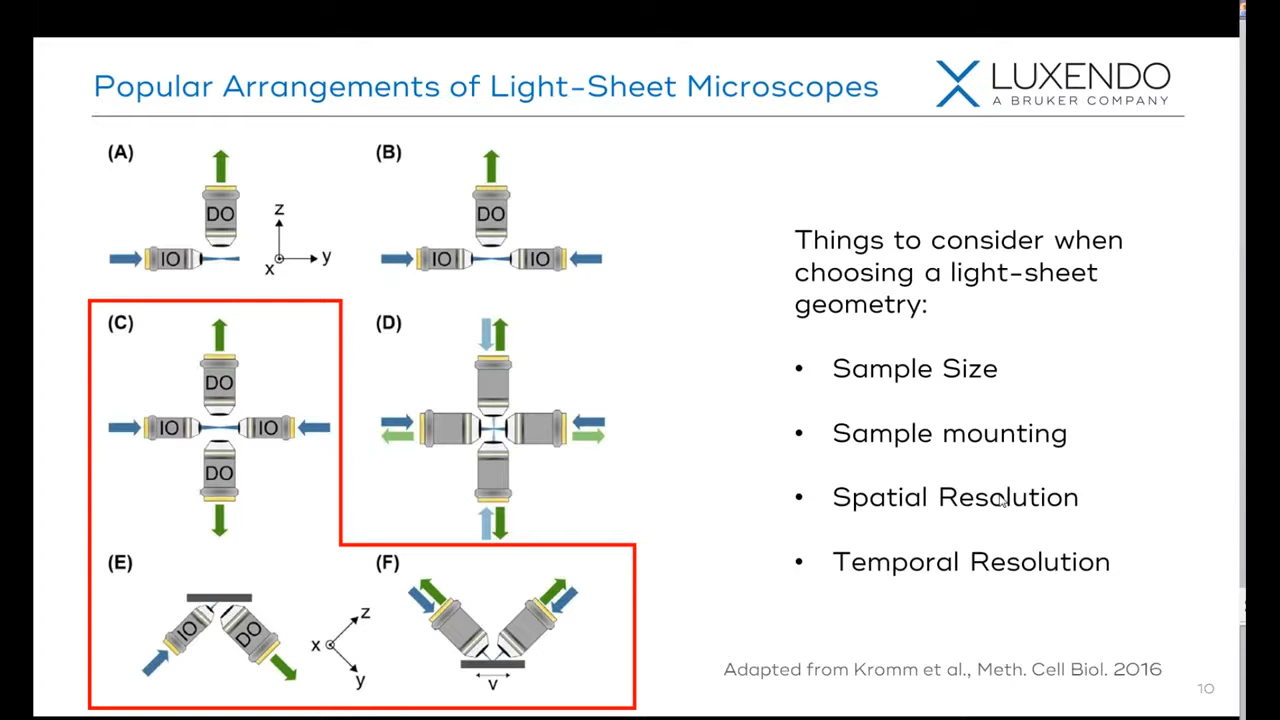 Popular Arrangements of Light-Sheet Microscopes
LUXENDO
A BRUKER COMPANY
(A)
DO
IO
z
y
x
(B)
DO
IO
IO
(C)
DO
IO
IO
DO
(D)
(E)
IO
DO
z
x
y
(F)
v
Things to consider when
choosing a light-sheet
geometry:
• Sample Size
• Sample mounting
• Spatial Resolution
• Temporal Resolution
Adapted from Kromm et al., Meth. Cell Biol. 2016
10